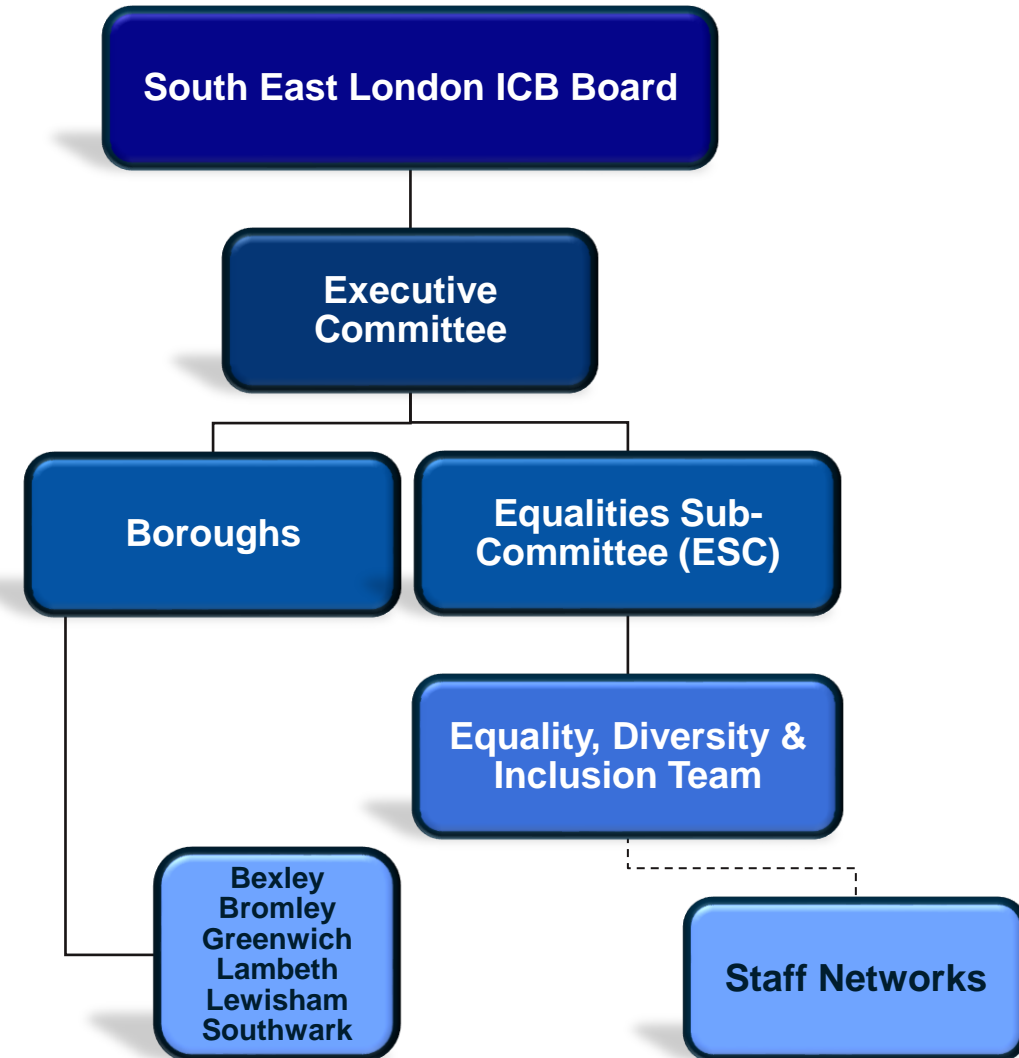 South East London ICB Board
Executive
Committee
Boroughs
Equalities Sub-
Committee (ESC)
Equality, Diversity &
Inclusion Team
Bexley
Bromley
Greenwich
Lambeth
Lewisham
Southwark
Staff Networks